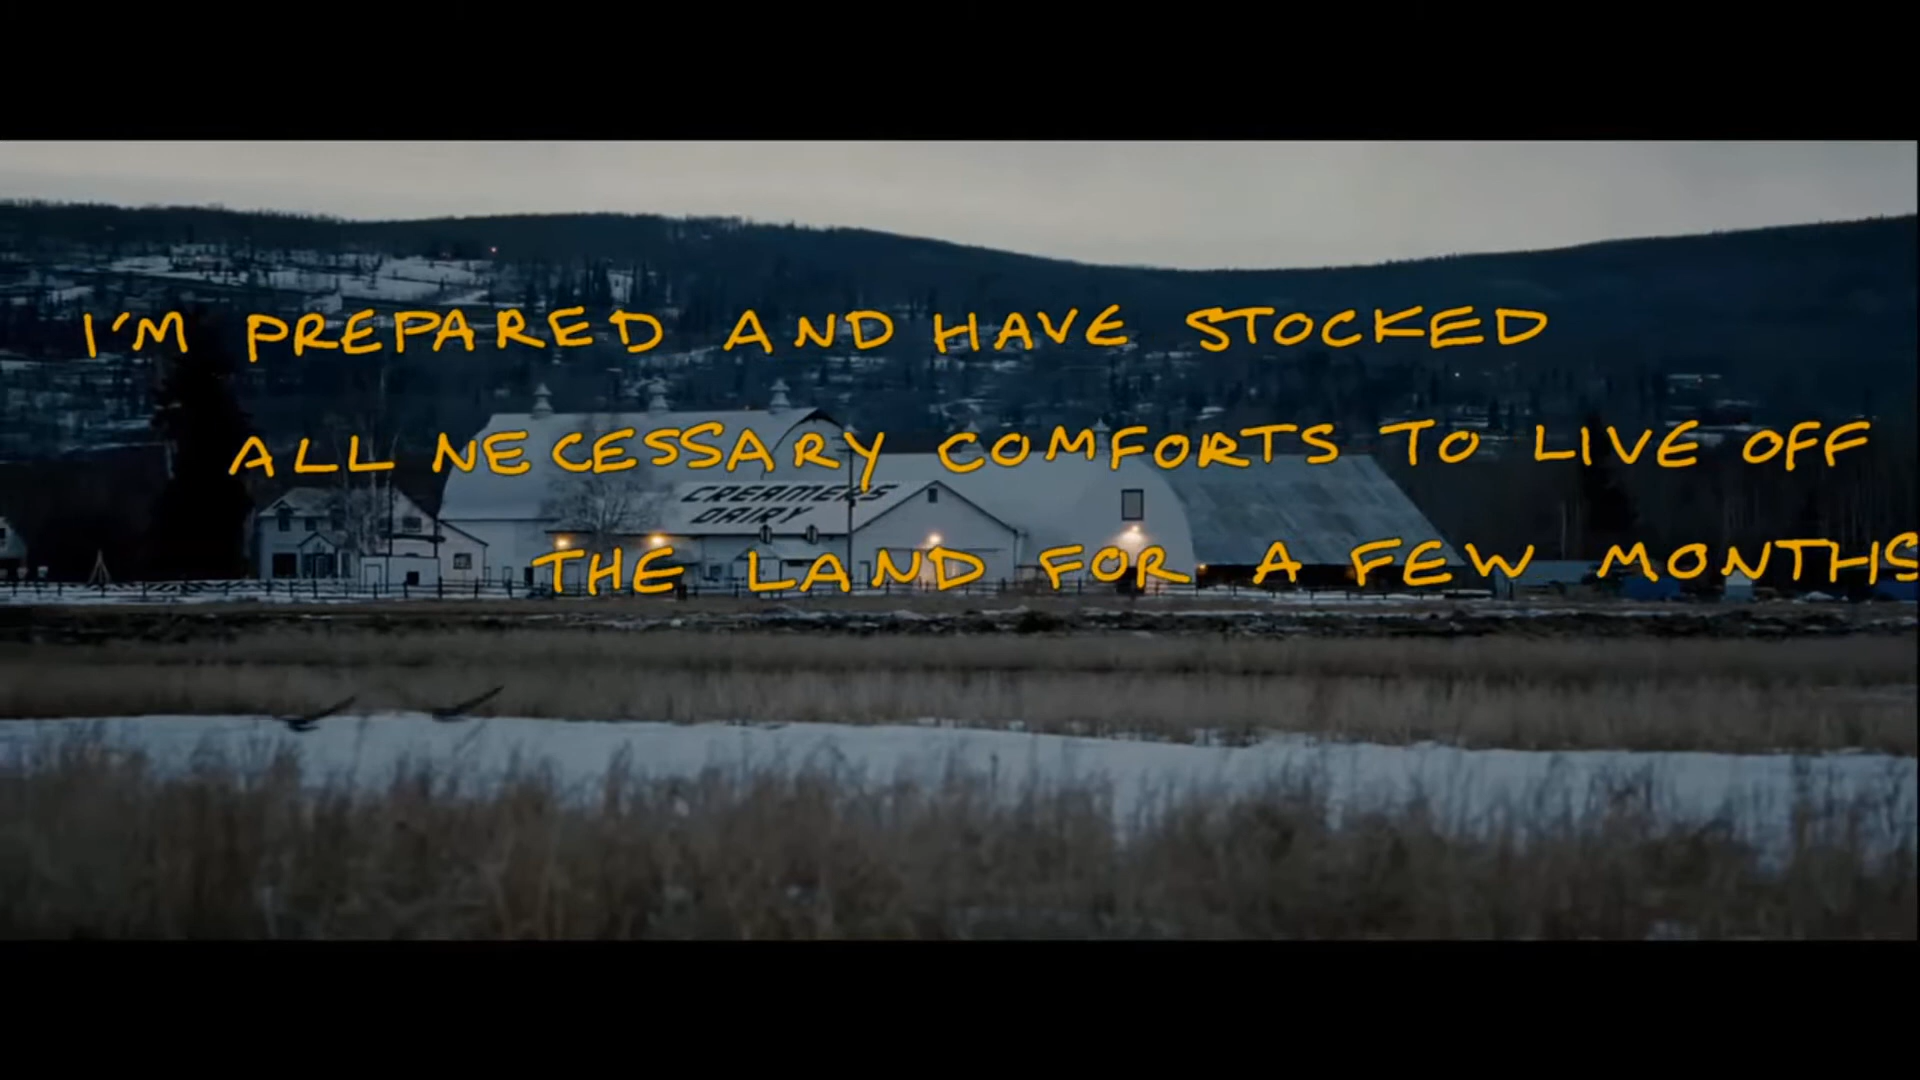 I'M PREPARED AND HAVE STOCKED
ALL NECESSARY COMFORTS TO LIVE OFF
CREAMERS
DAIRY
THE LAND FOR A FEW MONTHS